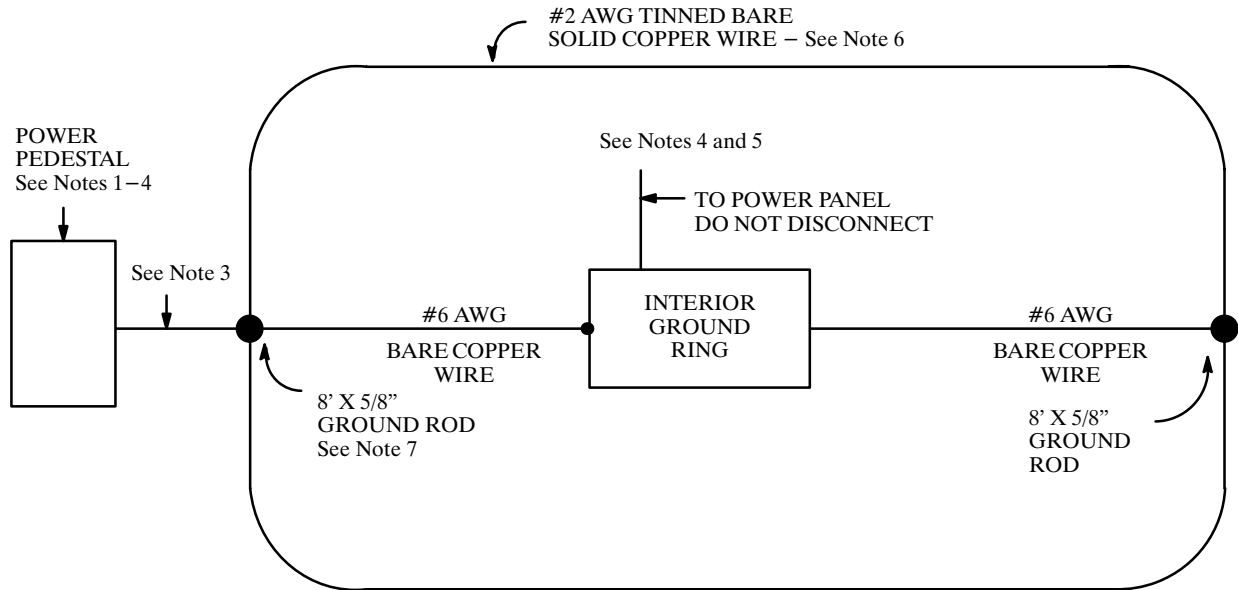 #2 AWG TINNED BARE
SOLID COPPER WIRE – See Note 6
POWER
PEDESTAL
See Notes 1–4
See Notes 4 and 5
TO POWER PANEL
DO NOT DISCONNECT
See Note 3
#6 AWG
BARE COPPER
WIRE
INTERIOR
GROUND
RING
#6 AWG
BARE COPPER
WIRE
8' X 5/8"
GROUND ROD
See Note 7
8' X 5/8"
GROUND
ROD